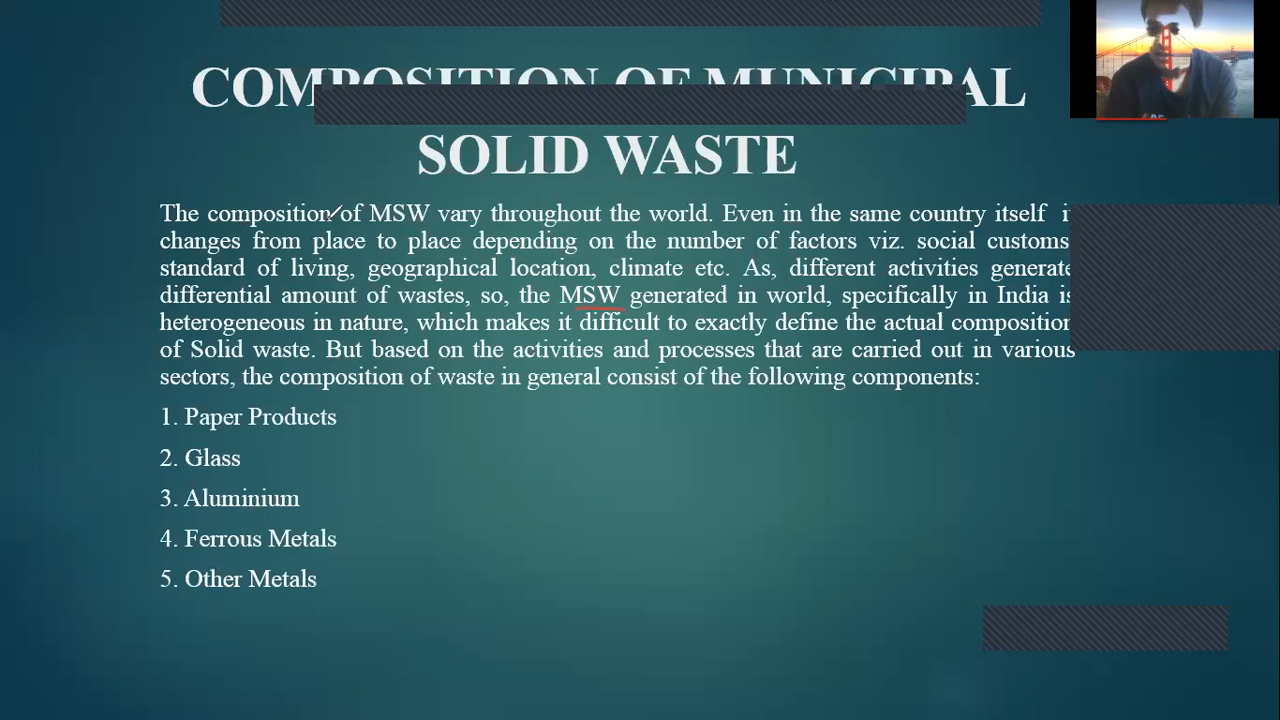 COMPOSITION OF MUNICIPAL
SOLID WASTE
The composition of MSW vary throughout the world. Even in the same country itself it
changes from place to place depending on the number of factors viz. social customs
standard of living, geographical location, climate etc. As, different activities generate
differential amount of wastes, so, the MSW generated in world, specifically in India is
heterogeneous in nature, which makes it difficult to exactly define the actual composition
of Solid waste. But based on the activities and processes that are carried out in various
sectors, the composition of waste in general consist of the following components:
1. Paper Products
2. Glass
3. Aluminium
4. Ferrous Metals
5. Other Metals